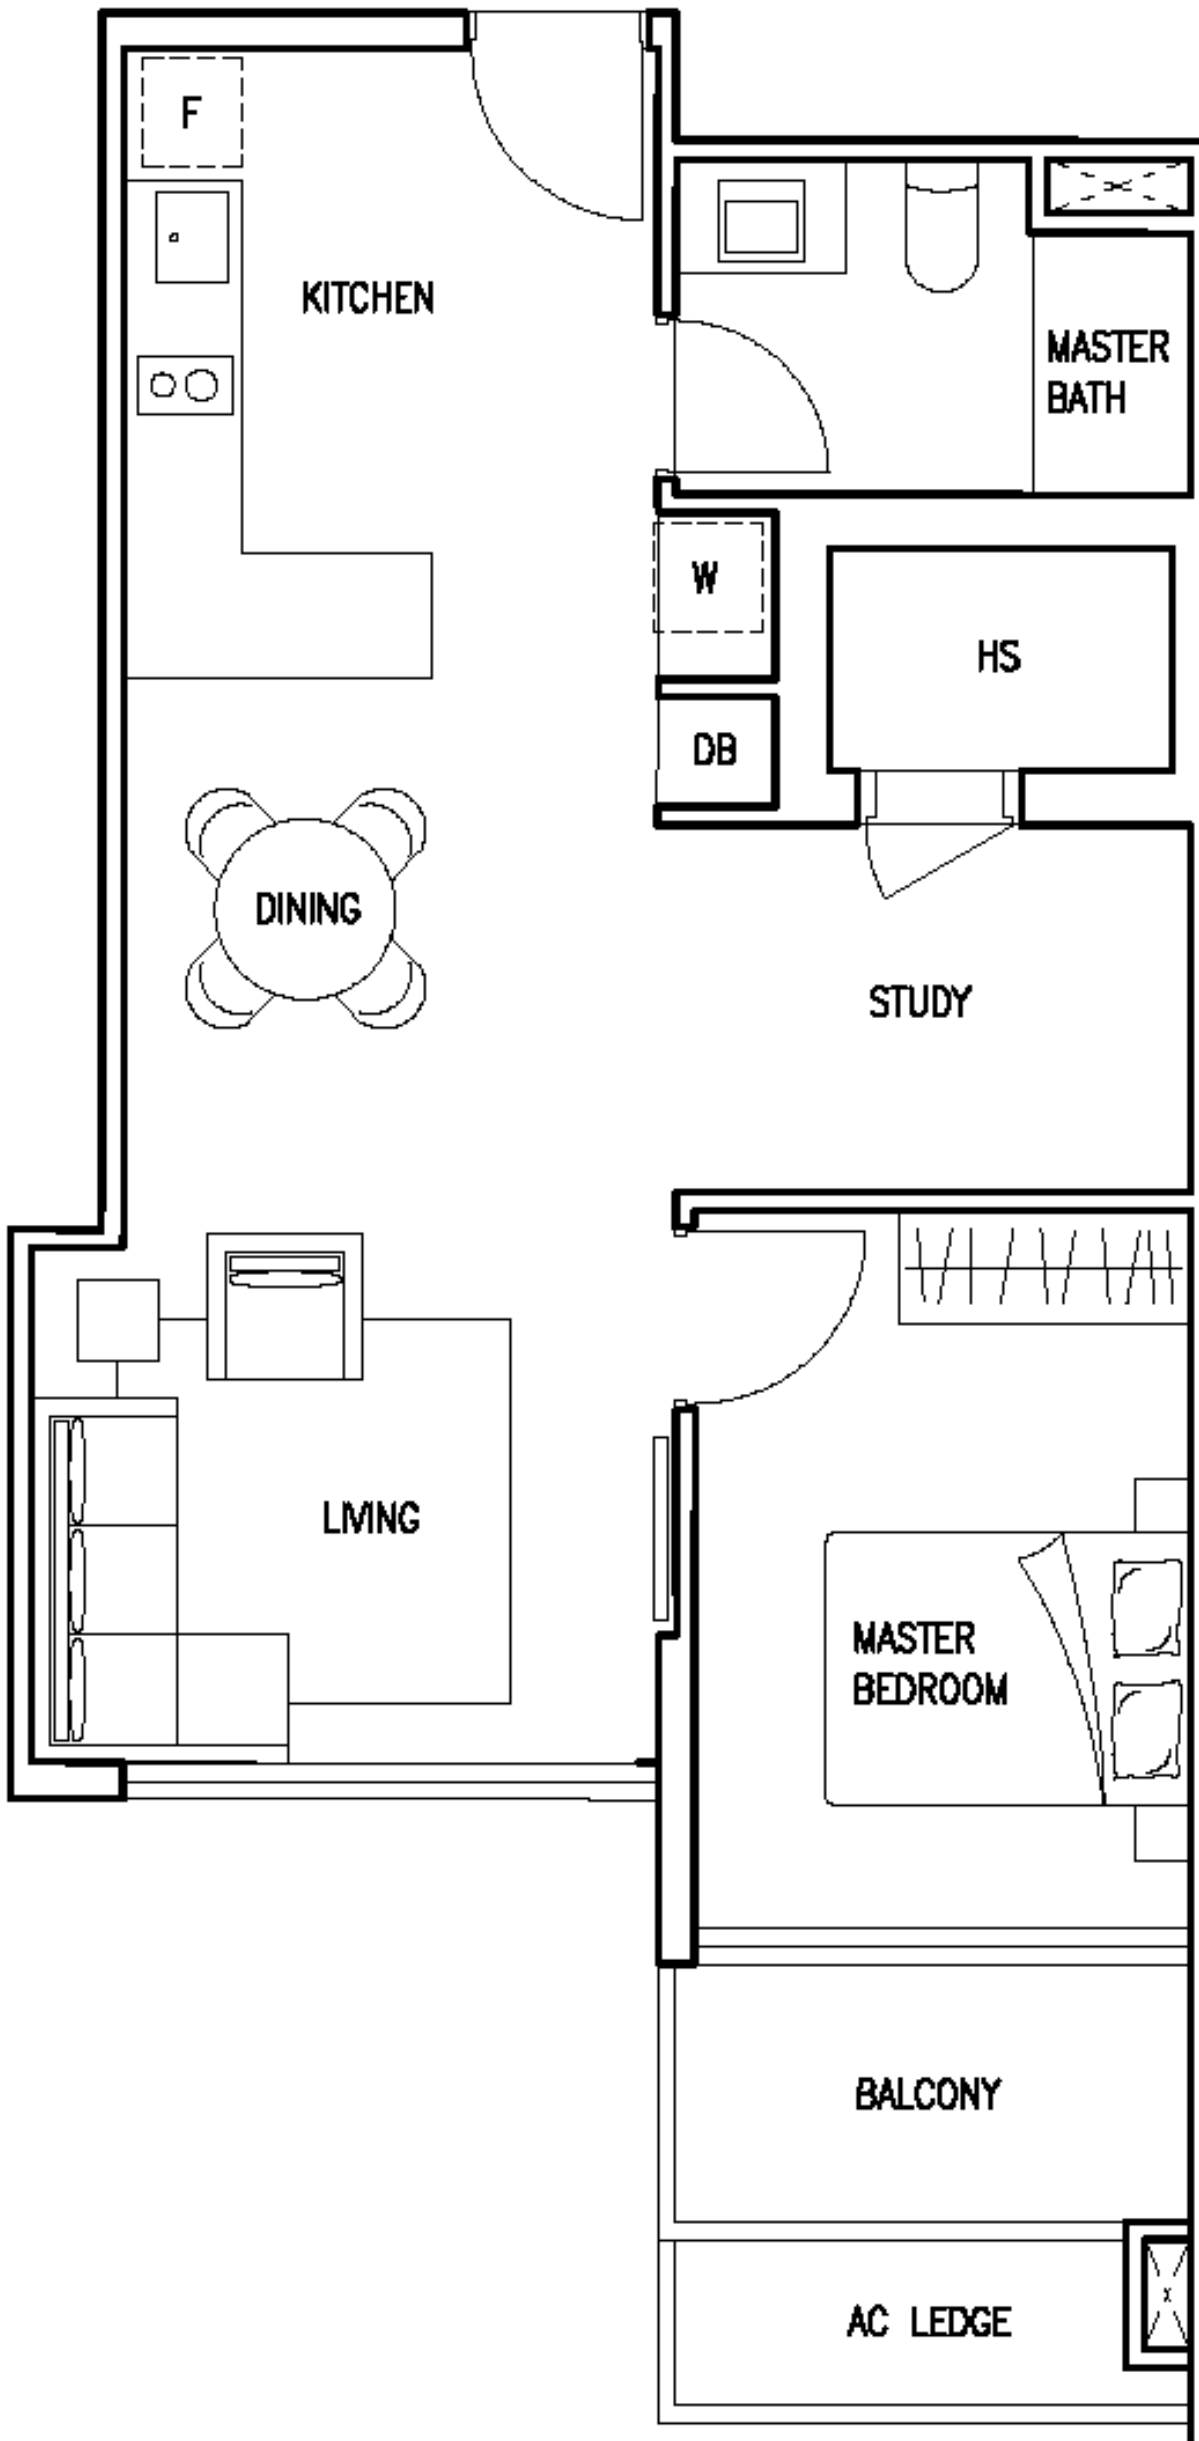 F
KITCHEN
MASTER
BATH
W
HS
DB
DINING
STUDY
LIVING
MASTER
BEDROOM
BALCONY
AC LEDGE